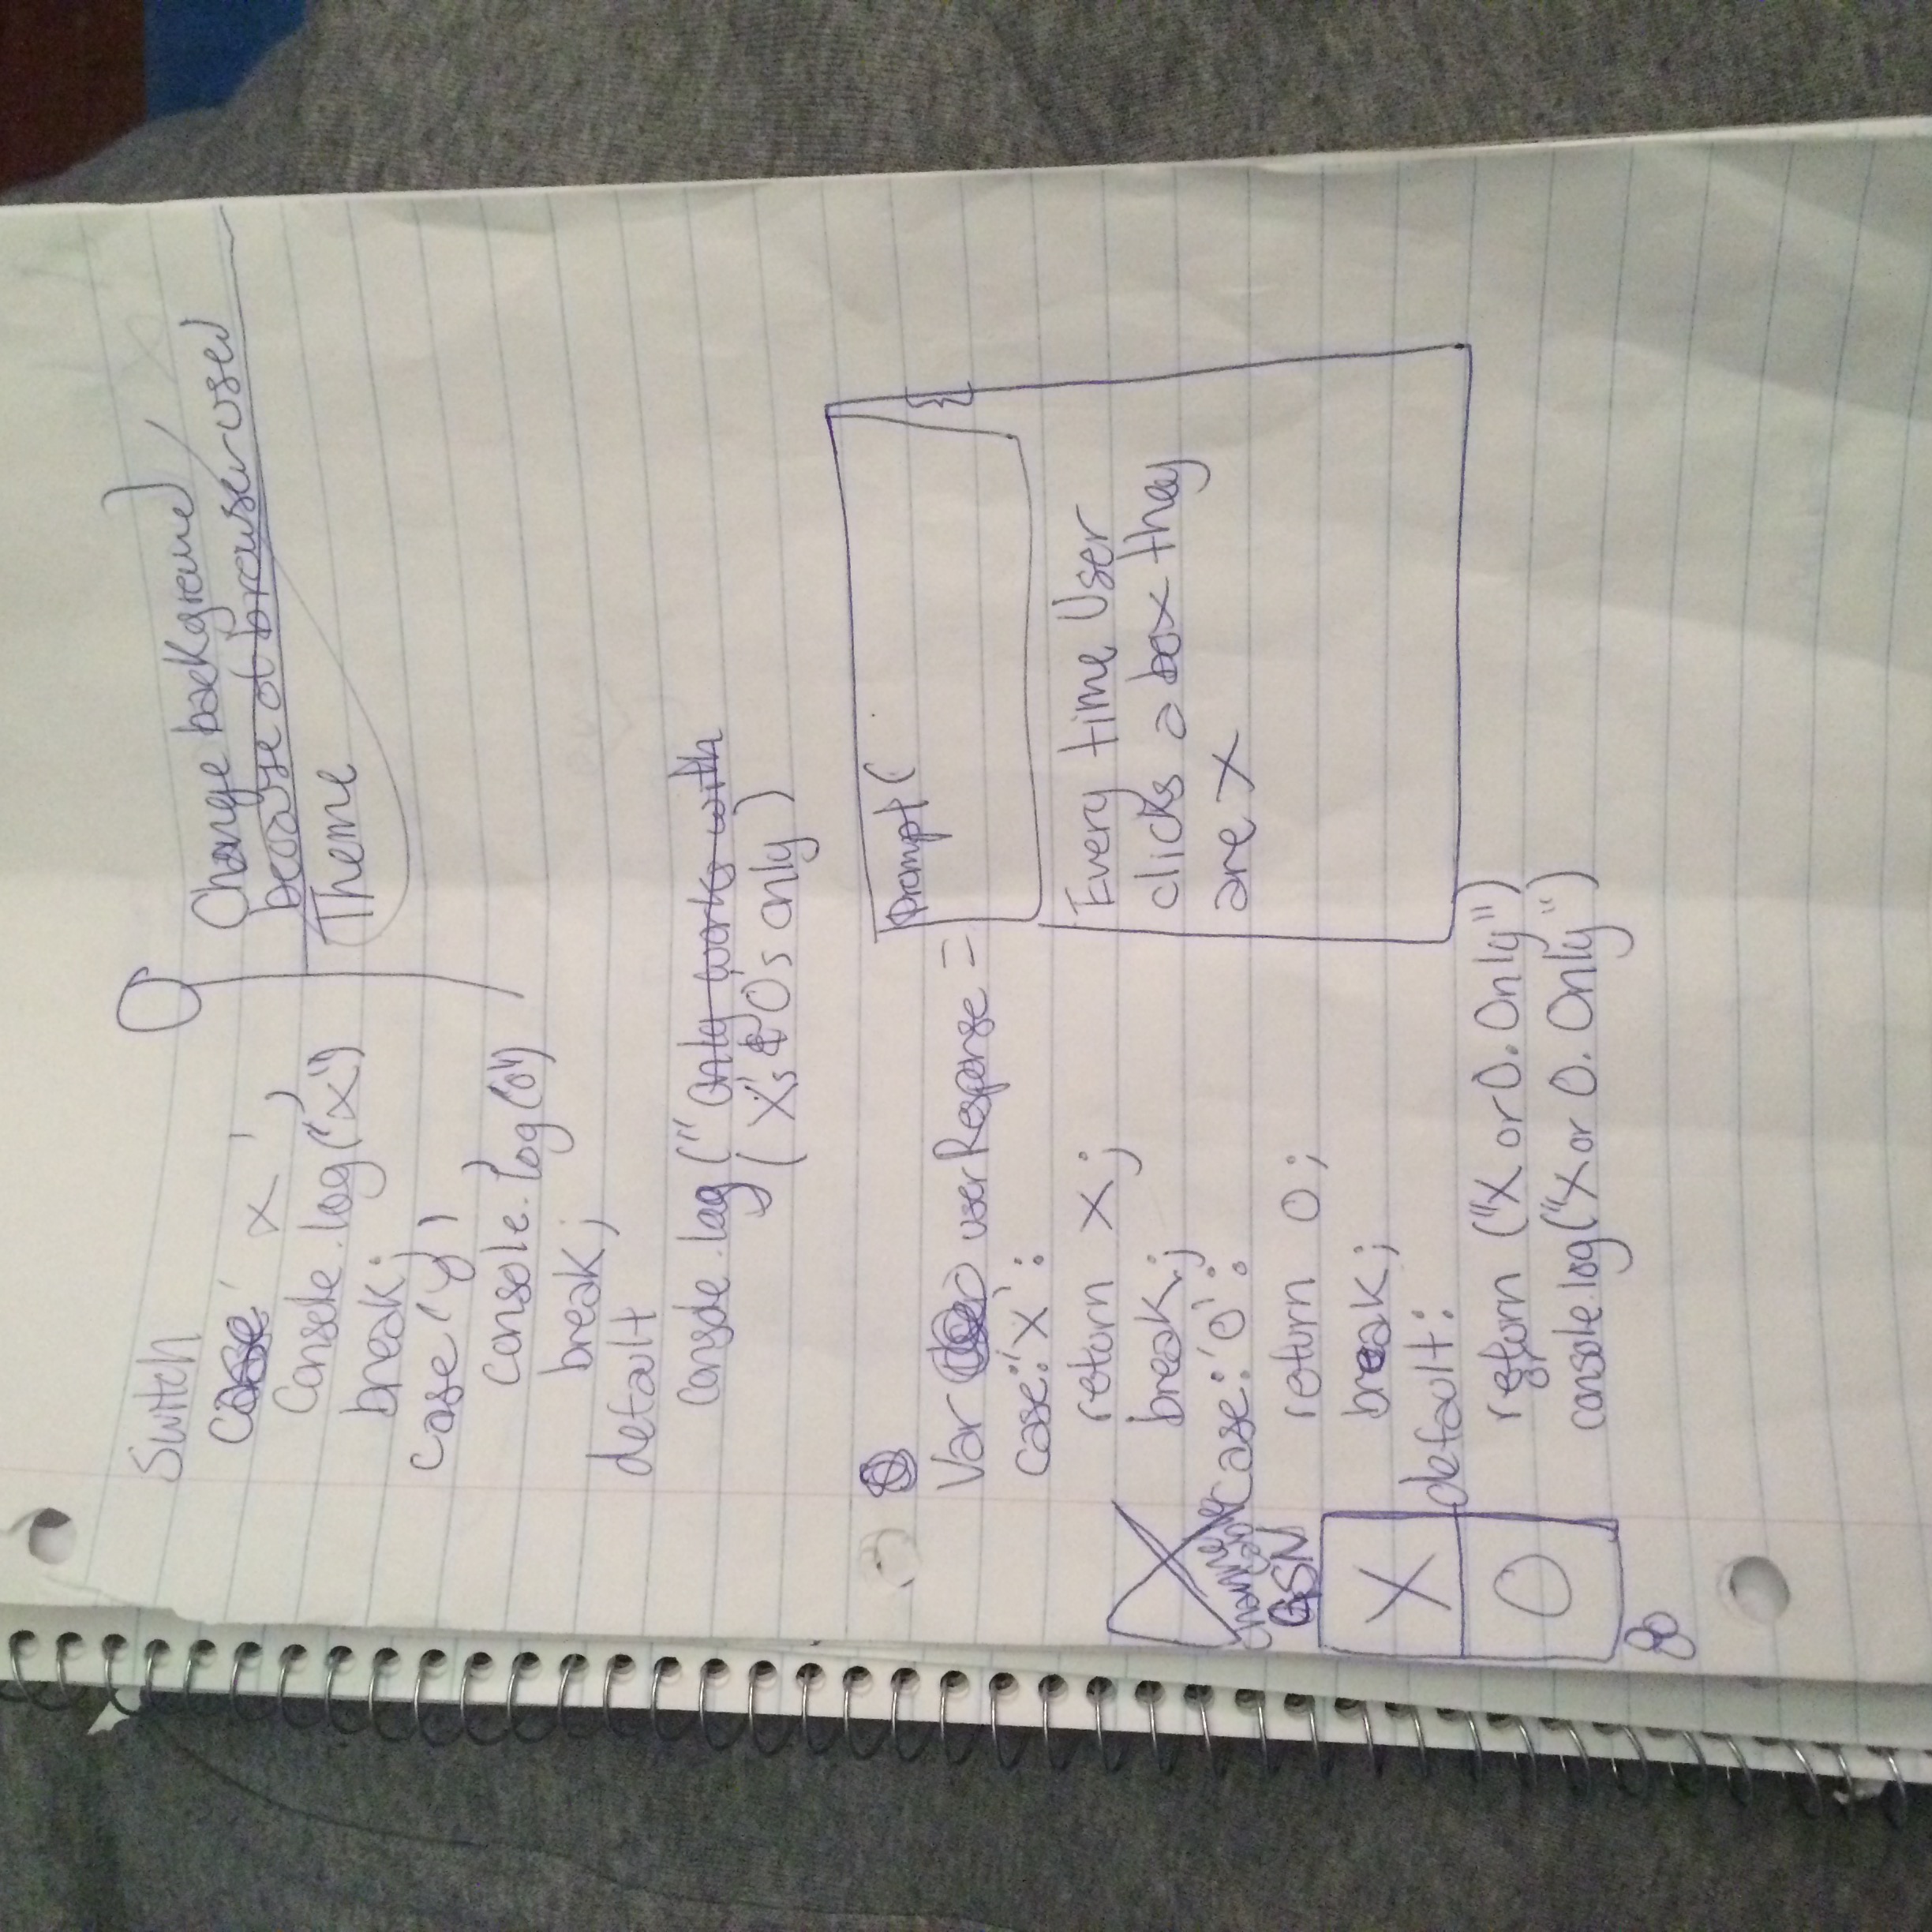 Switch
case 'x',
Console.log("x")
break;
case 'y',
console.log("o")
break;
default
console.log ("Only works with
(X's & O's only)
Change background
because of browser used
Theme
Var userResponse = prompt(
case:'X':
return X;
break;
case:'O':
return O;
break;
default:
return ("X or O. Only")
or
console.log("X or O. Only")
Every time User
clicks a box they
are X
Channel
cable
GSN
X
O